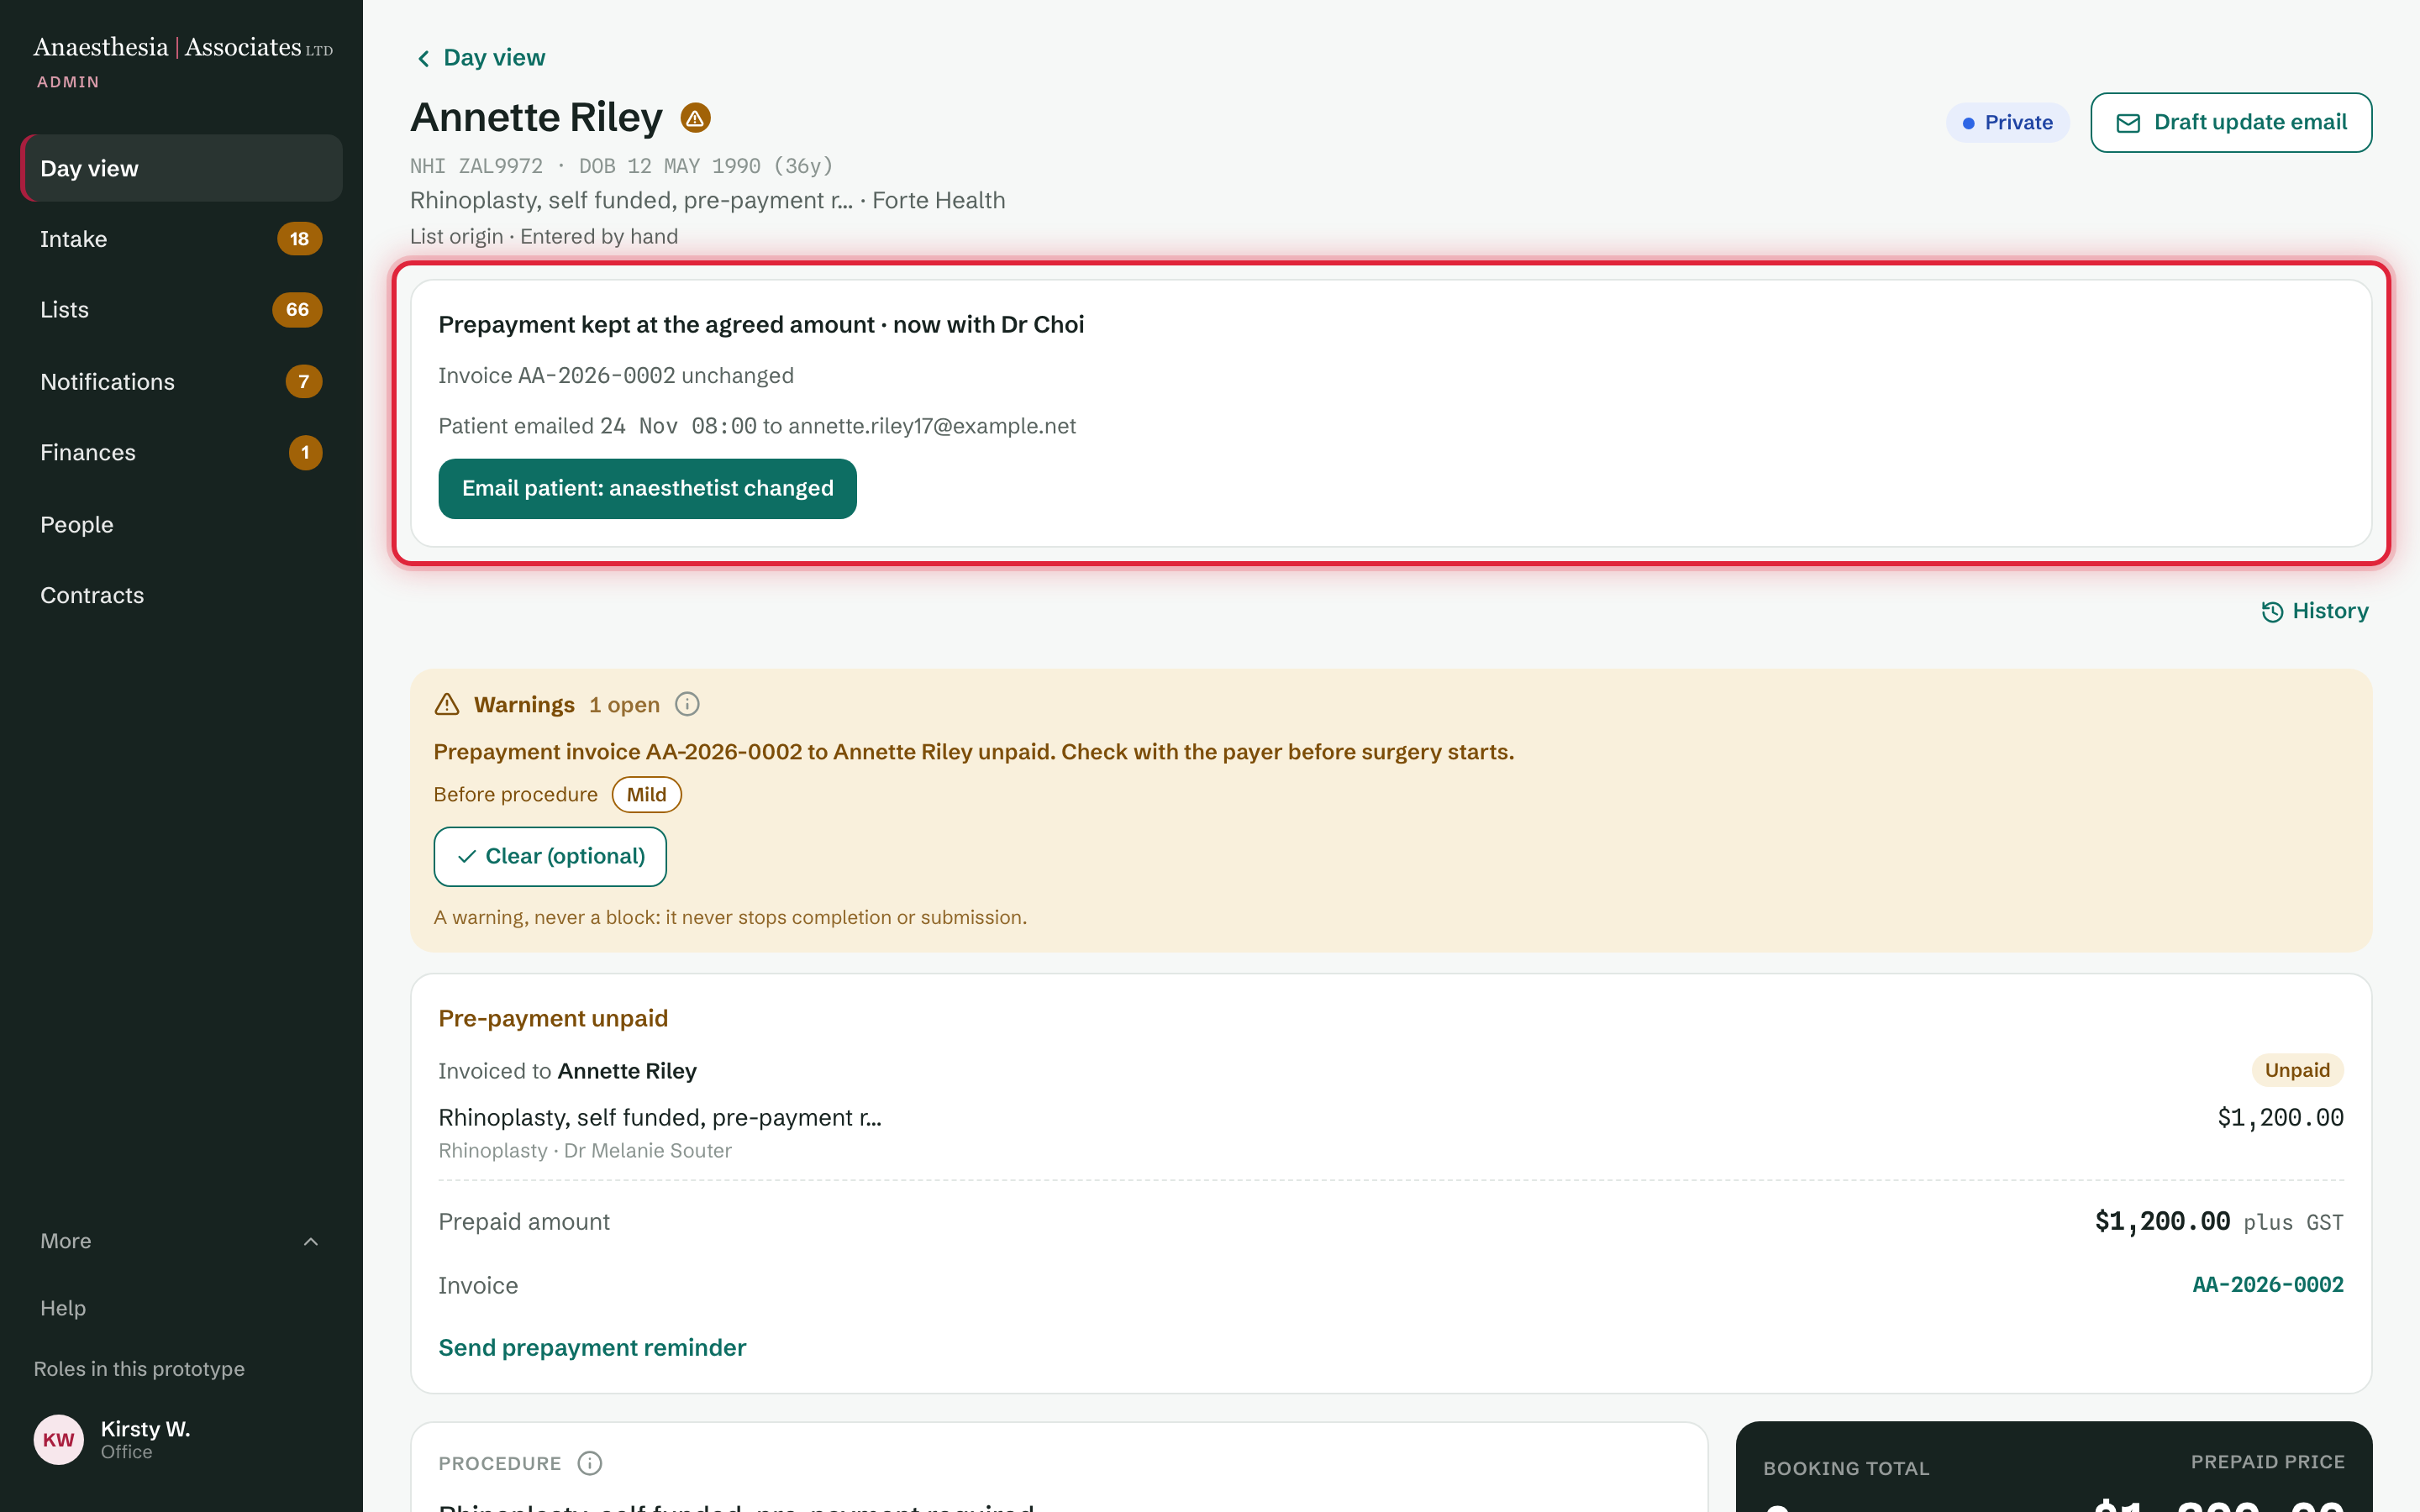 Anaesthesia | Associates LTD
ADMIN
Day view
Intake 18
Lists 66
Notifications 7
Finances 1
People
Contracts
More
Help
Roles in this prototype
KW
Kirsty W.
Office
Day view
Annette Riley
Private
Draft update email
NHI ZAL9972 · DOB 12 MAY 1990 (36y)
Rhinoplasty, self funded, pre-payment r... · Forte Health
List origin · Entered by hand
Prepayment kept at the agreed amount · now with Dr Choi
Invoice AA-2026-0002 unchanged
Patient emailed 24 Nov 08:00 to annette.riley17@example.net
Email patient: anaesthetist changed
History
Warnings 1 open
Prepayment invoice AA-2026-0002 to Annette Riley unpaid. Check with the payer before surgery starts.
Before procedure Mild
Clear (optional)
A warning, never a block: it never stops completion or submission.
Pre-payment unpaid
Invoiced to Annette Riley Unpaid
Rhinoplasty, self funded, pre-payment r... $1,200.00
Rhinoplasty · Dr Melanie Souter
Prepaid amount $1,200.00 plus GST
Invoice AA-2026-0002
Send prepayment reminder
PROCEDURE
Rhinoplasty, self funded, pre-payment required
BOOKING TOTAL PREPAID PRICE